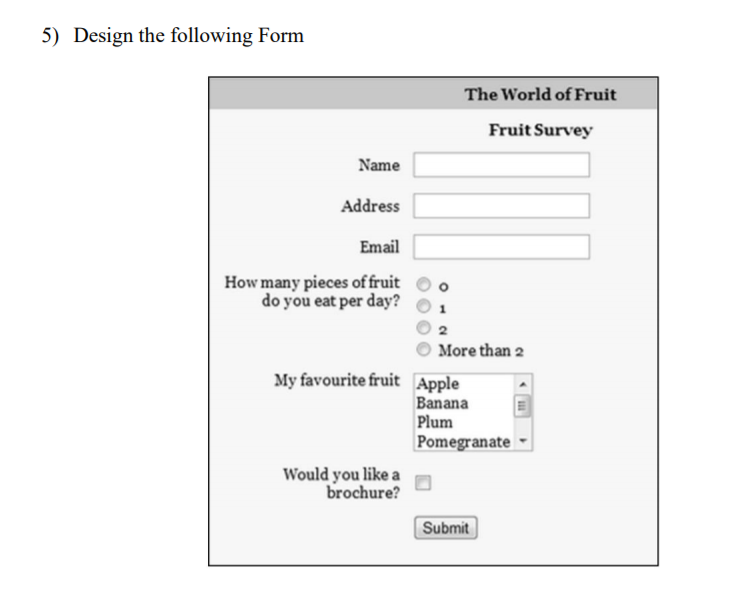 5) Design the following Form
The World of Fruit
Fruit Survey
Name
Address
Email
How many pieces of fruit
do you eat per day?
0
1
2
More than 2
My favourite fruit
Apple
Banana
Plum
Pomegranate
Would you like a
brochure?
Submit